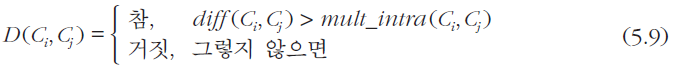 D(C_i, C_j) = { 참, diff(C_i, C_j) > mult_intra(C_i, C_j)
거짓, 그렇지 않으면 (5.9)